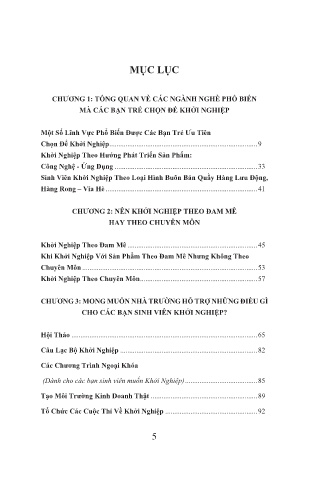 MỤC LỤC
CHƯƠNG 1: TỔNG QUAN VỀ CÁC NGÀNH NGHỀ PHỔ BIẾN
MÀ CÁC BẠN TRẺ CHỌN ĐỂ KHỞI NGHIỆP
Một Số Lĩnh Vực Phổ Biến Được Các Bạn Trẻ Ưu Tiên
Chọn Để Khởi Nghiệp ........ 9
Khởi Nghiệp Theo Hướng Phát Triển Sản Phẩm:
Công Nghệ - Ứng Dụng ........ 33
Sinh Viên Khởi Nghiệp Theo Loại Hình Buôn Bán Quầy Hàng Lưu Động,
Hàng Rong – Vỉa Hè ........ 41
CHƯƠNG 2: NÊN KHỞI NGHIỆP THEO ĐAM MÊ
HAY THEO CHUYÊN MÔN
Khởi Nghiệp Theo Đam Mê ........ 45
Khi Khởi Nghiệp Với Sản Phẩm Theo Đam Mê Nhưng Không Theo
Chuyên Môn ........ 53
Khởi Nghiệp Theo Chuyên Môn ........ 57
CHƯƠNG 3: MONG MUỐN NHÀ TRƯỜNG HỖ TRỢ NHỮNG ĐIỀU GÌ
CHO CÁC BẠN SINH VIÊN KHỞI NGHIỆP?
Hội Thảo ........ 65
Câu Lạc Bộ Khởi Nghiệp ........ 82
Các Chương Trình Ngoại Khóa
(Dành cho các bạn sinh viên muốn Khởi Nghiệp) ........ 85
Tạo Môi Trường Kinh Doanh Thật ........ 89
Tổ Chức Các Cuộc Thi Về Khởi Nghiệp ........ 92
5